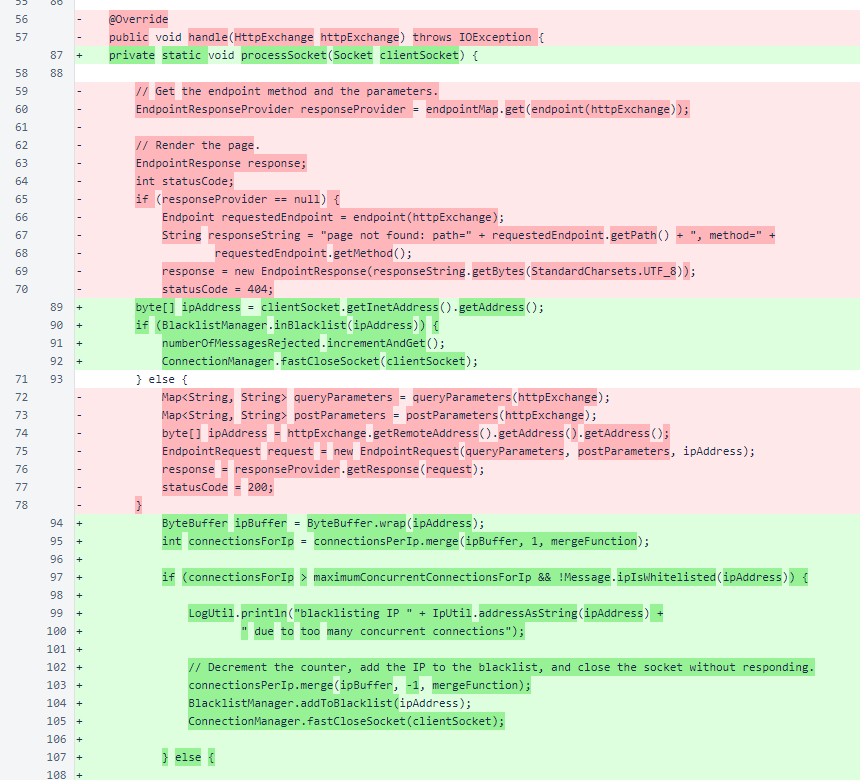 55 86
56 - @Override
57 - public void handle(HttpExchange httpExchange) throws IOException {
87 + private static void processSocket(Socket clientSocket) {
58 88
59 - // Get the endpoint method and the parameters.
60 - EndpointResponseProvider responseProvider = endpointMap.get(endpoint(httpExchange));
61 -
62 - // Render the page.
63 - EndpointResponse response;
64 - int statusCode;
65 - if (responseProvider == null) {
66 - Endpoint requestedEndpoint = endpoint(httpExchange);
67 - String responseString = "page not found: path=" + requestedEndpoint.getPath() + ", method=" +
68 - requestedEndpoint.getMethod();
69 - response = new EndpointResponse(responseString.getBytes(StandardCharsets.UTF_8));
70 - statusCode = 404;
89 + byte[] ipAddress = clientSocket.getInetAddress().getAddress();
90 + if (BlacklistManager.inBlacklist(ipAddress)) {
91 + numberOfMessagesRejected.incrementAndGet();
92 + ConnectionManager.fastCloseSocket(clientSocket);
71 93 } else {
72 - Map<String, String> queryParameters = queryParameters(httpExchange);
73 - Map<String, String> postParameters = postParameters(httpExchange);
74 - byte[] ipAddress = httpExchange.getRemoteAddress().getAddress().getAddress();
75 - EndpointRequest request = new EndpointRequest(queryParameters, postParameters, ipAddress);
76 - response = responseProvider.getResponse(request);
77 - statusCode = 200;
78 - }
94 + ByteBuffer ipBuffer = ByteBuffer.wrap(ipAddress);
95 + int connectionsForIp = connectionsPerIp.merge(ipBuffer, 1, mergeFunction);
96 +
97 + if (connectionsForIp > maximumConcurrentConnectionsForIp && !Message.ipIsWhitelisted(ipAddress)) {
98 +
99 + LogUtil.println("blacklisting IP " + IpUtil.addressAsString(ipAddress) +
100 + " due to too many concurrent connections");
101 +
102 + // Decrement the counter, add the IP to the blacklist, and close the socket without responding.
103 + connectionsPerIp.merge(ipBuffer, -1, mergeFunction);
104 + BlacklistManager.addToBlacklist(ipAddress);
105 + ConnectionManager.fastCloseSocket(clientSocket);
106 +
107 + } else {
108 +